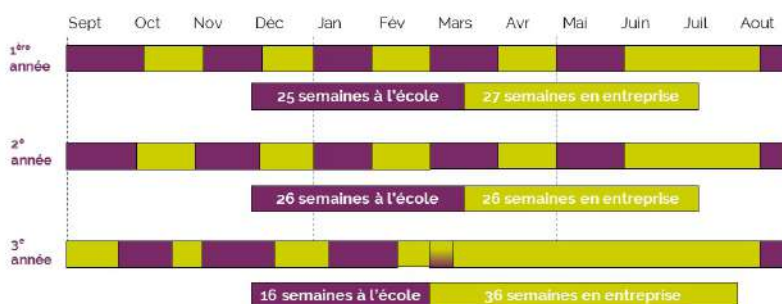 Sept Oct Nov Déc Jan Fév Mars Avr Mai Juin Juil Aout
1ère
année
25 semaines à l'école 27 semaines en entreprise
2e
année
26 semaines à l'école 26 semaines en entreprise
3e
année
16 semaines à l'école 36 semaines en entreprise